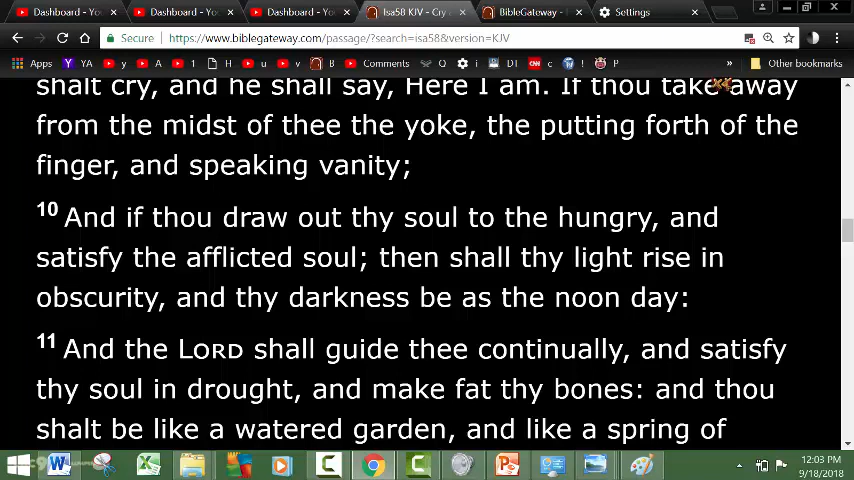 Dashboard - You
Dashboard - You
Dashboard - You
Isa58 KJV - Cry
BibleGateway -
Settings
Secure https://www.biblegateway.com/passage/?search=isa58&version=KJV
Apps YA y A H u v B Comments Q i DT c P » Other bookmarks
shalt cry, and he shall say, Here I am. If thou take away
from the midst of thee the yoke, the putting forth of the
finger, and speaking vanity;
10 And if thou draw out thy soul to the hungry, and
satisfy the afflicted soul; then shall thy light rise in
obscurity, and thy darkness be as the noon day:
11 And the LORD shall guide thee continually, and satisfy
thy soul in drought, and make fat thy bones: and thou
shalt be like a watered garden, and like a spring of
12:03 PM
9/18/2018